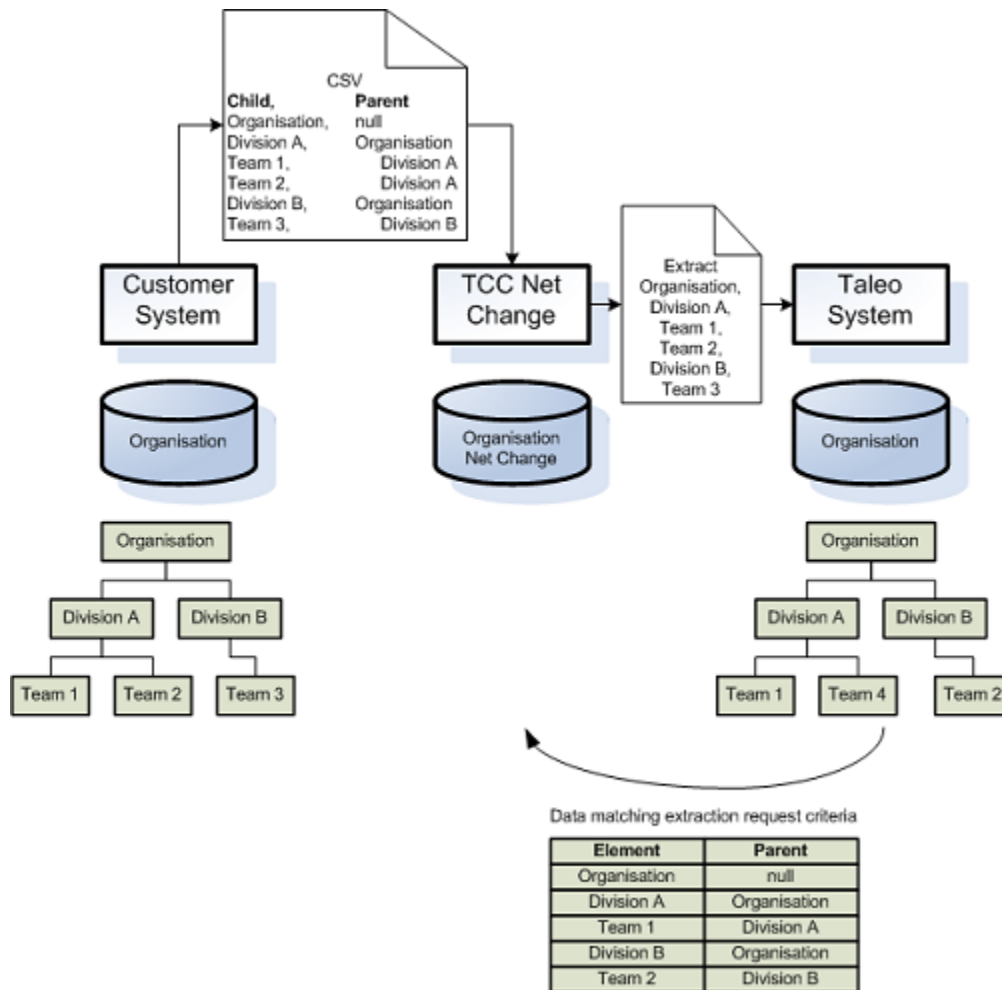 CSV
Child, Parent
Organisation, null
Division A, Organisation
Team 1, Division A
Team 2, Division A
Division B, Organisation
Team 3, Division B
Customer
System
TCC Net
Change
Extract
Organisation,
Division A,
Team 1,
Team 2,
Division B,
Team 3
Taleo
System
Organisation
Organisation
Net Change
Organisation
Organisation
Division A Division B
Team 1 Team 2 Team 3
Organisation
Division A Division B
Team 1 Team 4 Team 2
Data matching extraction request criteria
Element Parent
Organisation null
Division A Organisation
Team 1 Division A
Division B Organisation
Team 2 Division B